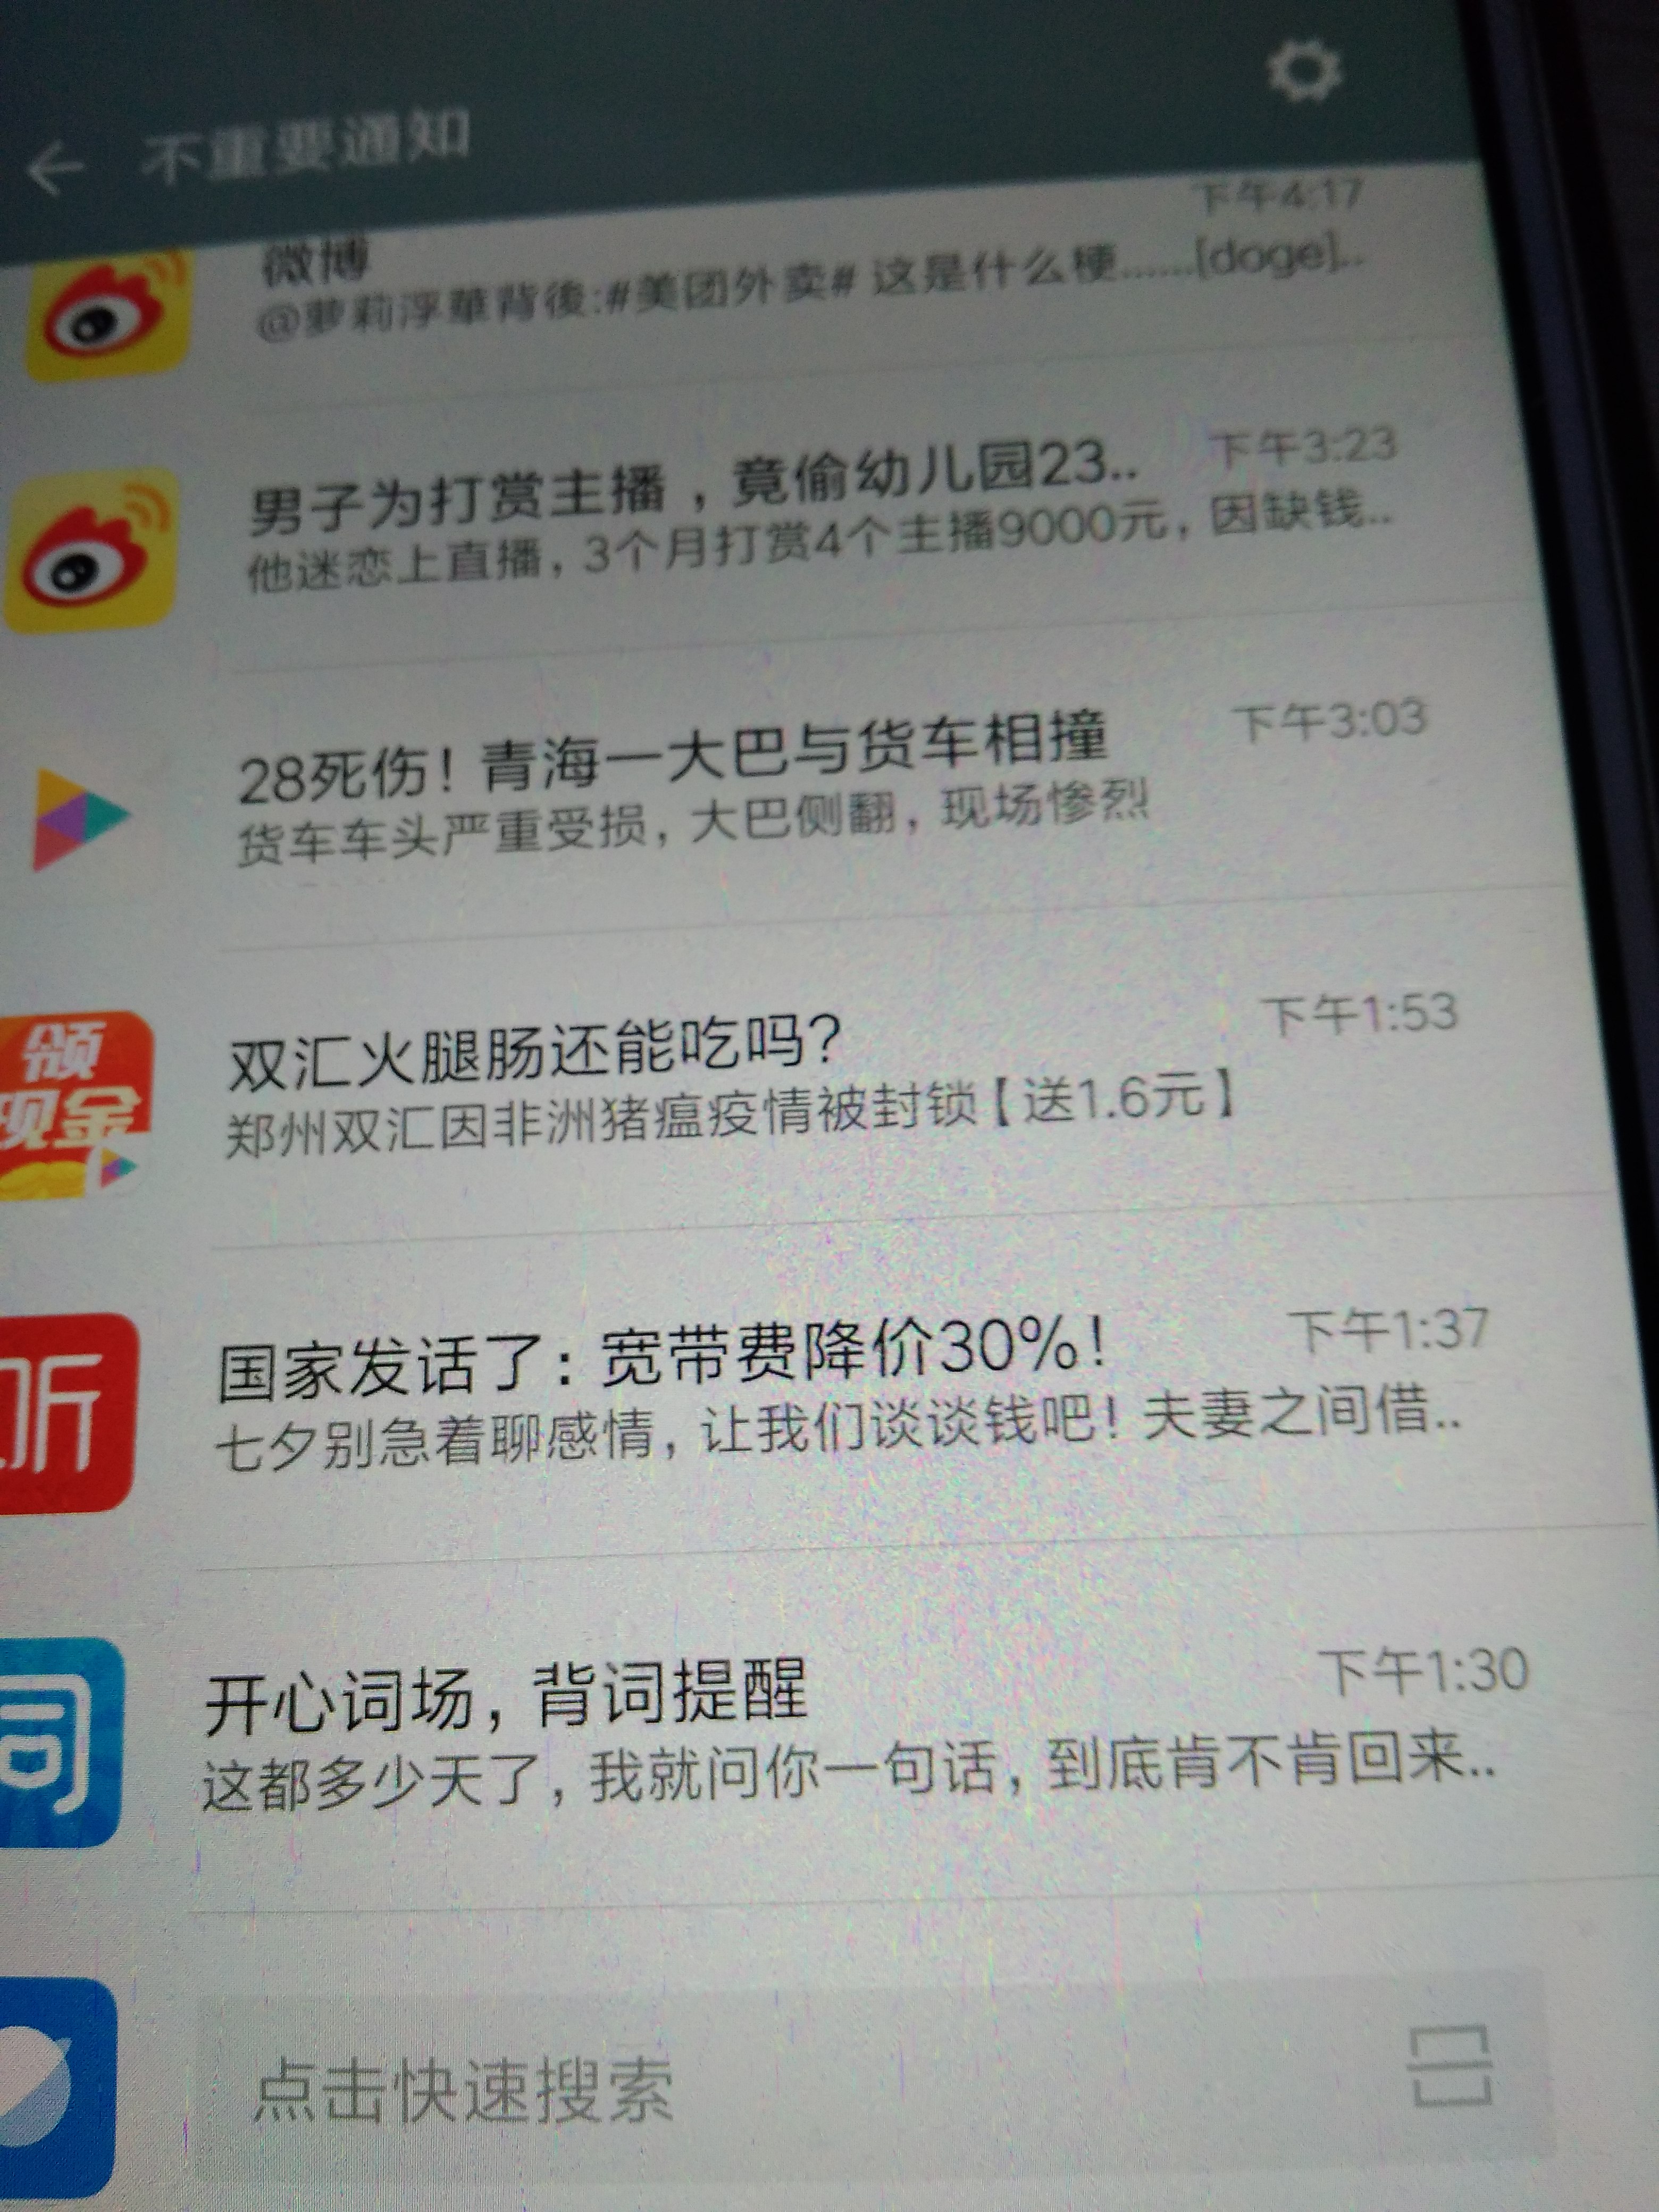 不重要通知
下午4:17
微博
@萝莉浮華背後:#美团外卖# 这是什么梗……[doge]..
男子为打赏主播，竟偷幼儿园23.. 下午3:23
他迷恋上直播，3个月打赏4个主播9000元，因缺钱..
28死伤！青海一大巴与货车相撞 下午3:03
货车车头严重受损，大巴侧翻，现场惨烈
领
现金
双汇火腿肠还能吃吗？ 下午1:53
郑州双汇因非洲猪瘟疫情被封锁【送1.6元】
听
国家发话了：宽带费降价30%！ 下午1:37
七夕别急着聊感情，让我们谈谈钱吧！夫妻之间借..
词
开心词场，背词提醒 下午1:30
这都多少天了，我就问你一句话，到底肯不肯回来..
点击快速搜索